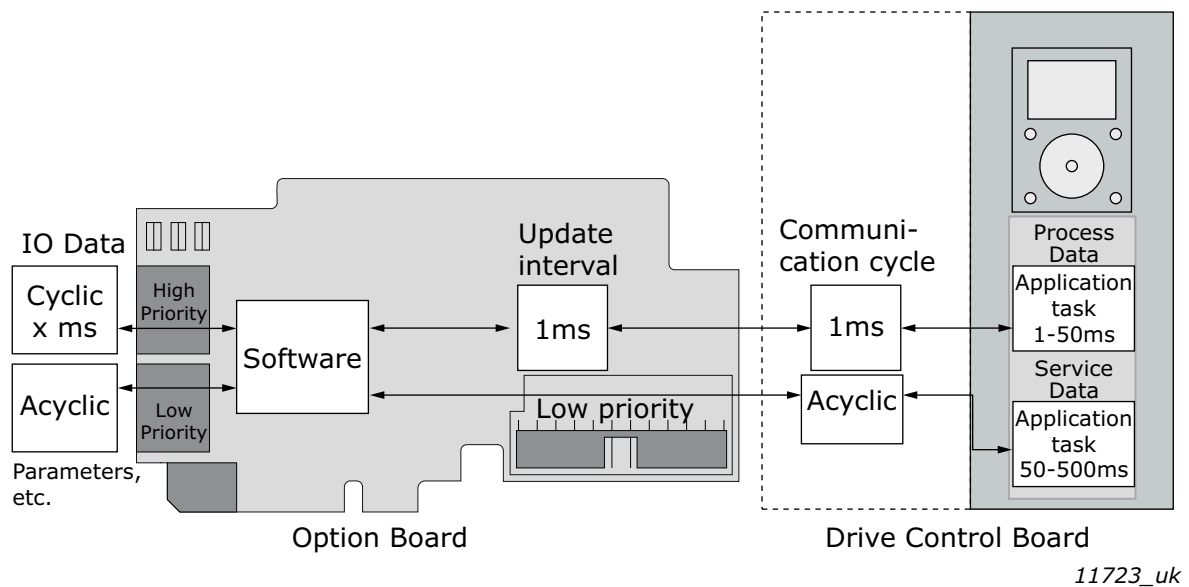 IO Data
Cyclic
x ms
High
Priority
Acyclic
Low
Priority
Parameters,
etc.
Software
Update
interval
1ms
Low priority
Option Board
Communi-
cation cycle
1ms
Acyclic
Process
Data
Application
task
1-50ms
Service
Data
Application
task
50-500ms
Drive Control Board
11723_uk